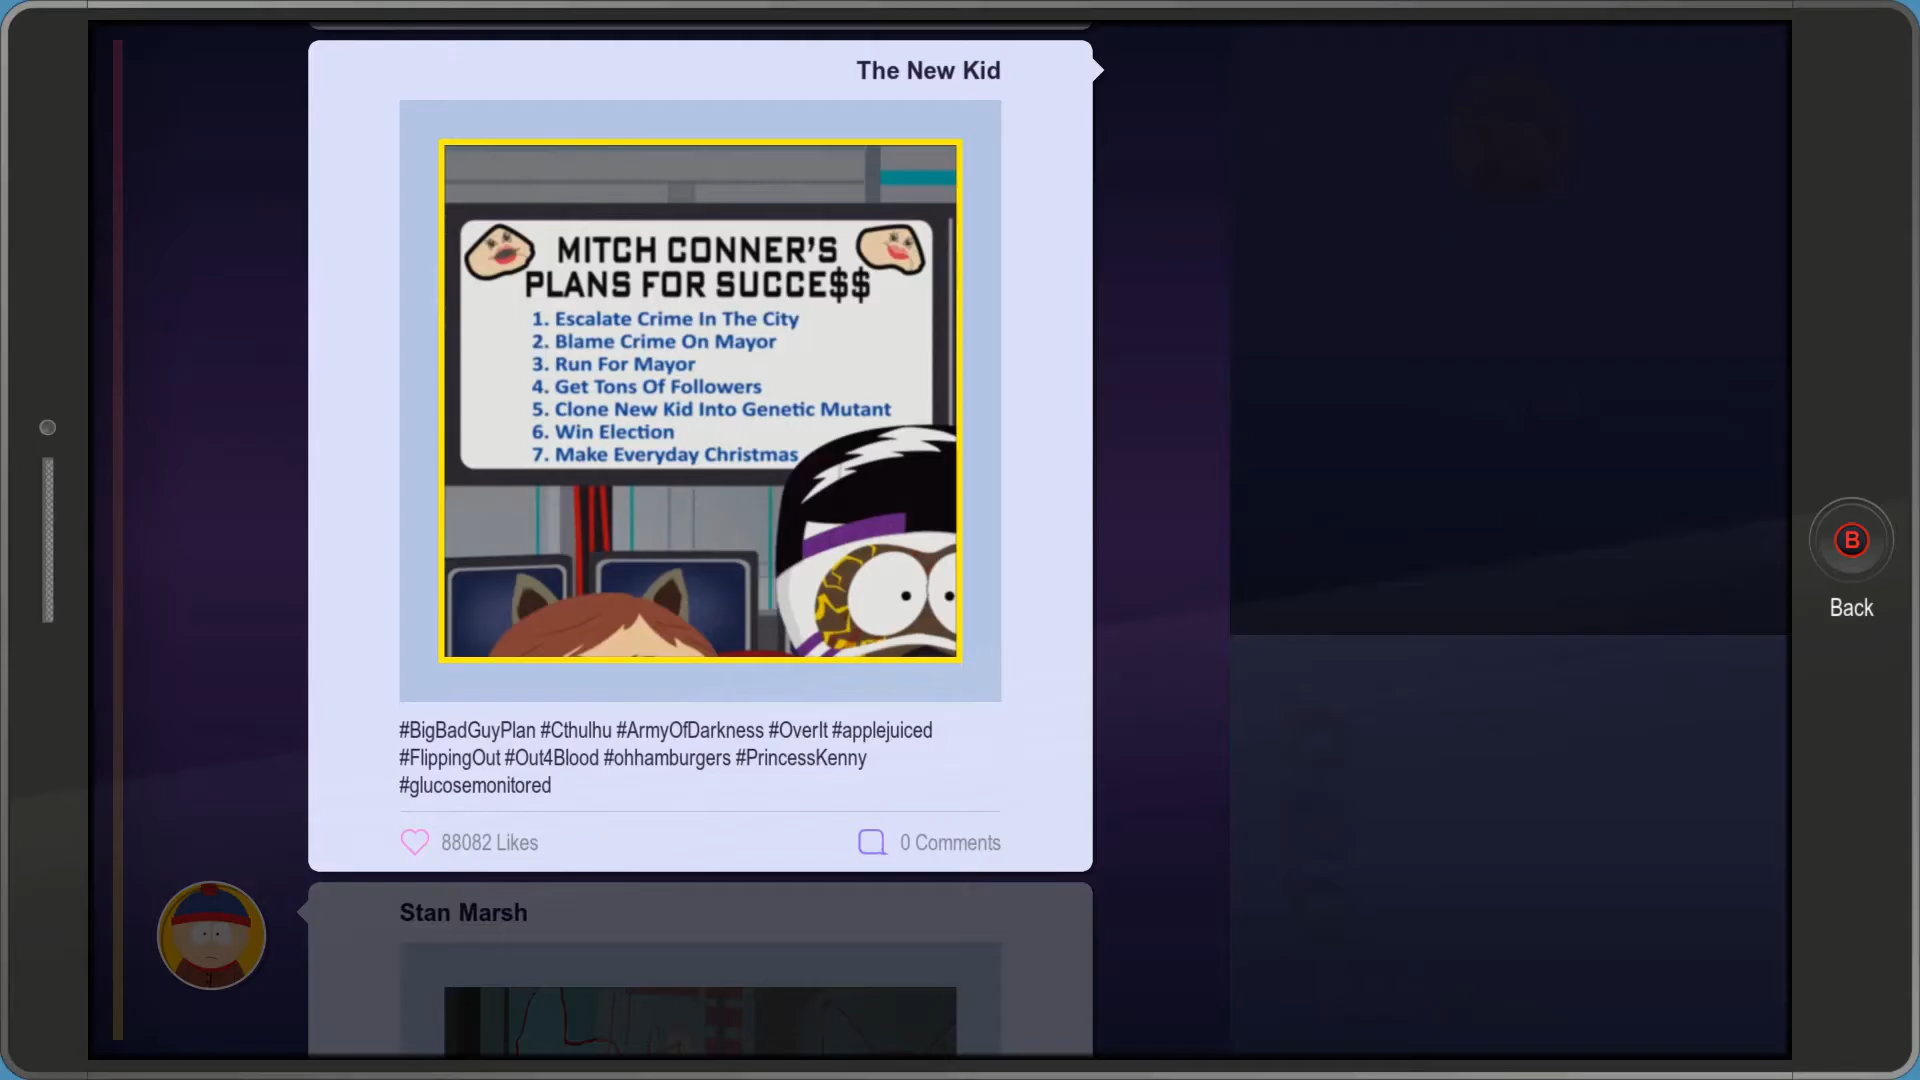 The New Kid
MITCH CONNER'S
PLANS FOR SUCCE$$
1. Escalate Crime In The City
2. Blame Crime On Mayor
3. Run For Mayor
4. Get Tons Of Followers
5. Clone New Kid Into Genetic Mutant
6. Win Election
7. Make Everyday Christmas
#BigBadGuyPlan #Cthulhu #ArmyOfDarkness #OverIt #applejuiced
#FlippingOut #Out4Blood #ohhamburgers #PrincessKenny
#glucosemonitored
88082 Likes
0 Comments
Stan Marsh
B
Back